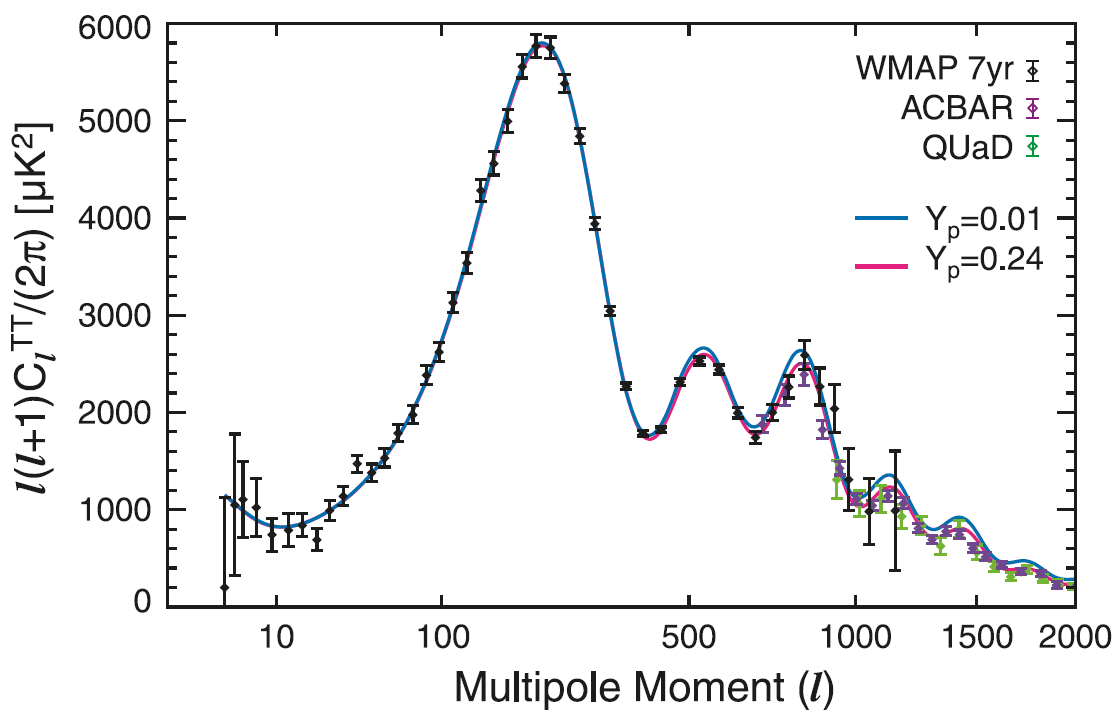 6000
5000
4000
3000
2000
1000
0
l(l+1)C_l^TT/(2π) [μK²]
WMAP 7yr
ACBAR
QUaD
Y_p=0.01
Y_p=0.24
10 100 500 1000 1500 2000
Multipole Moment (l)